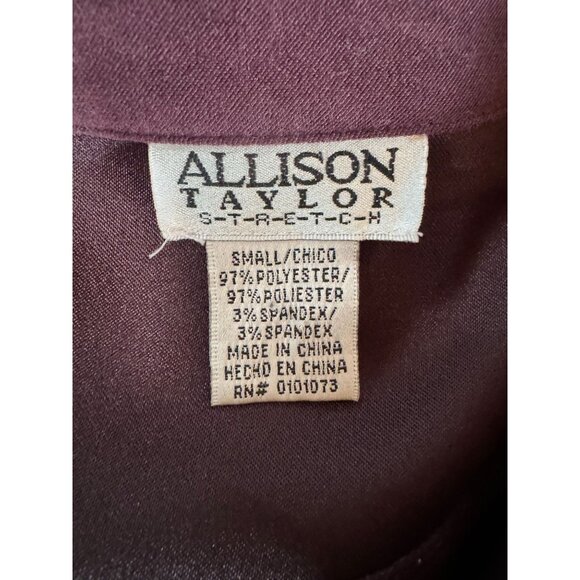 ALLISON
TAYLOR
S-T-R-E-T-C-H
SMALL/CHICO
97% POLYESTER/
97% POLIESTER
3% SPANDEX/
3% SPANDEX
MADE IN CHINA
HECHO EN CHINA
RN# 0101073